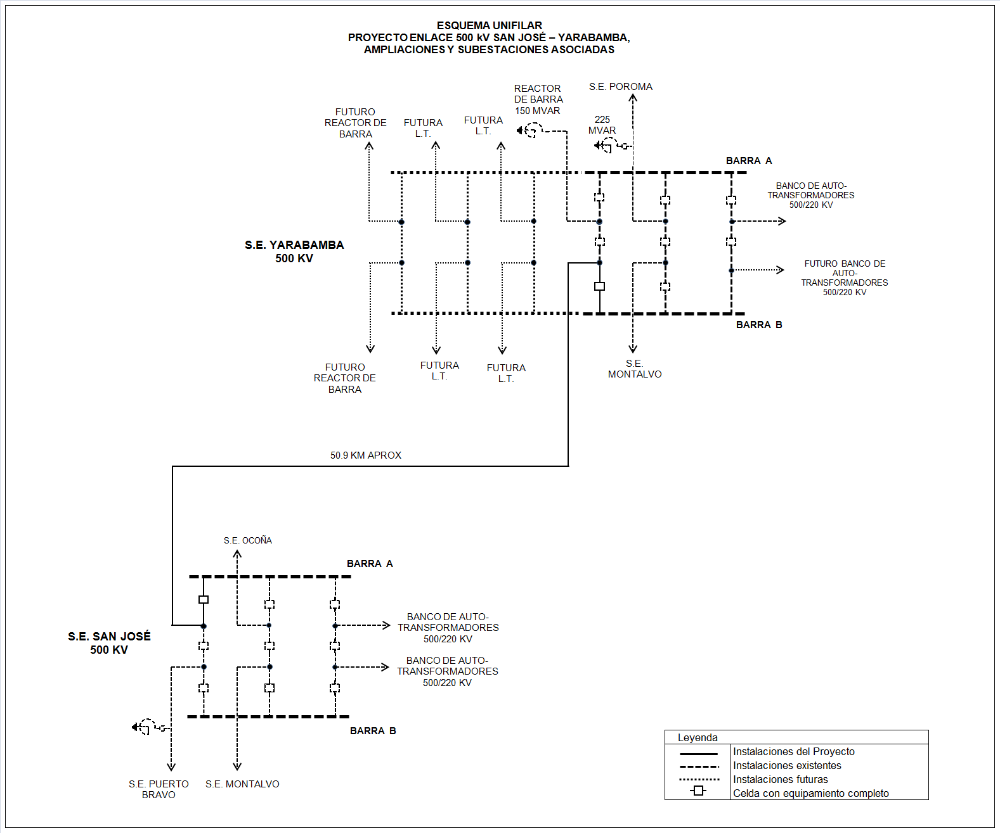 ESQUEMA UNIFILAR
PROYECTO ENLACE 500 kV SAN JOSÉ – YARABAMBA,
AMPLIACIONES Y SUBESTACIONES ASOCIADAS
REACTOR
DE BARRA
150 MVAR
S.E. POROMA
FUTURO
REACTOR DE
BARRA
FUTURA
L.T.
FUTURA
L.T.
225
MVAR
BARRA A
BANCO DE AUTO-
TRANSFORMADORES
500/220 KV
S.E. YARABAMBA
500 KV
FUTURO BANCO DE
AUTO-
TRANSFORMADORES
500/220 KV
BARRA B
FUTURO
REACTOR DE
BARRA
FUTURA
L.T.
FUTURA
L.T.
S.E.
MONTALVO
50.9 KM APROX
S.E. OCOÑA
BARRA A
S.E. SAN JOSÉ
500 KV
BANCO DE AUTO-
TRANSFORMADORES
500/220 KV
BANCO DE AUTO-
TRANSFORMADORES
500/220 KV
BARRA B
S.E. PUERTO
BRAVO
S.E. MONTALVO
Leyenda
Instalaciones del Proyecto
Instalaciones existentes
Instalaciones futuras
Celda con equipamiento completo